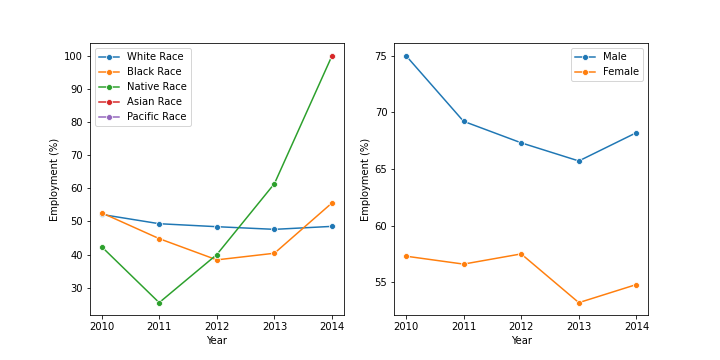 Employment (%)
100
90
80
70
60
50
40
30
White Race
Black Race
Native Race
Asian Race
Pacific Race
2010 2011 2012 2013 2014
Year
Employment (%)
75
70
65
60
55
Male
Female
2010 2011 2012 2013 2014
Year